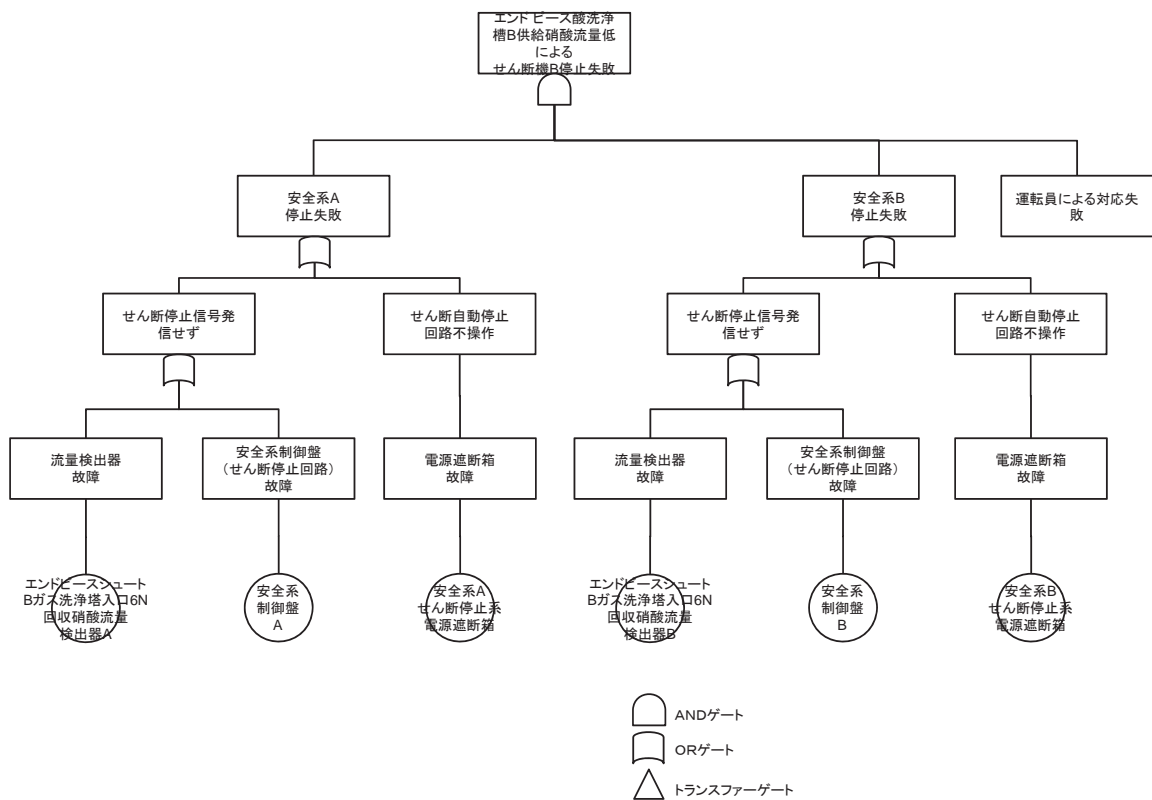 エンド ピース酸洗浄
槽B供給硝酸流量低
による
せん断機B停止失敗
安全系A
停止失敗
安全系B
停止失敗
運転員による対応失
敗
せん断停止信号発
信せず
せん断自動停止
回路不操作
せん断停止信号発
信せず
せん断自動停止
回路不操作
流量検出器
故障
安全系制御盤
（せん断停止回路）
故障
電源遮断箱
故障
流量検出器
故障
安全系制御盤
（せん断停止回路）
故障
電源遮断箱
故障
エンドピースシュート
Bガス洗浄塔入口6N
回収硝酸流量
検出器A
安全系
制御盤
A
安全系A
せん断停止系
電源遮断箱
エンドピースシュート
Bガス洗浄塔入口6N
回収硝酸流量
検出器B
安全系
制御盤
B
安全系B
せん断停止系
電源遮断箱
ANDゲート
ORゲート
トランスファーゲート